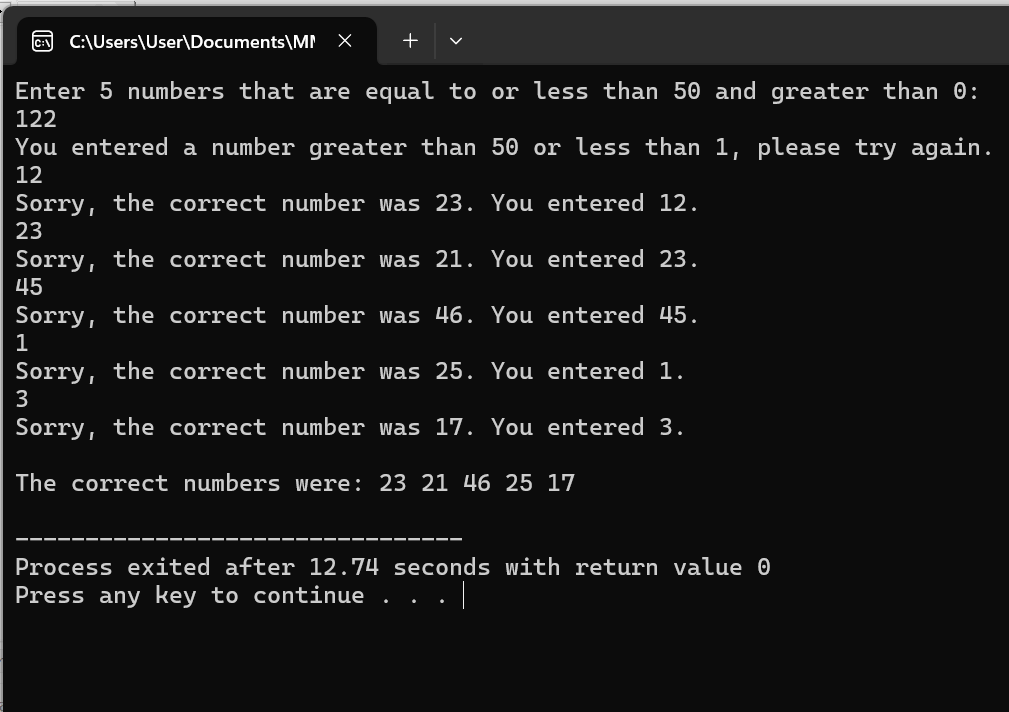 C:\Users\User\Documents\MI
Enter 5 numbers that are equal to or less than 50 and greater than 0:
122
You entered a number greater than 50 or less than 1, please try again.
12
Sorry, the correct number was 23. You entered 12.
23
Sorry, the correct number was 21. You entered 23.
45
Sorry, the correct number was 46. You entered 45.
1
Sorry, the correct number was 25. You entered 1.
3
Sorry, the correct number was 17. You entered 3.
The correct numbers were: 23 21 46 25 17
--------------------------------
Process exited after 12.74 seconds with return value 0
Press any key to continue . . .